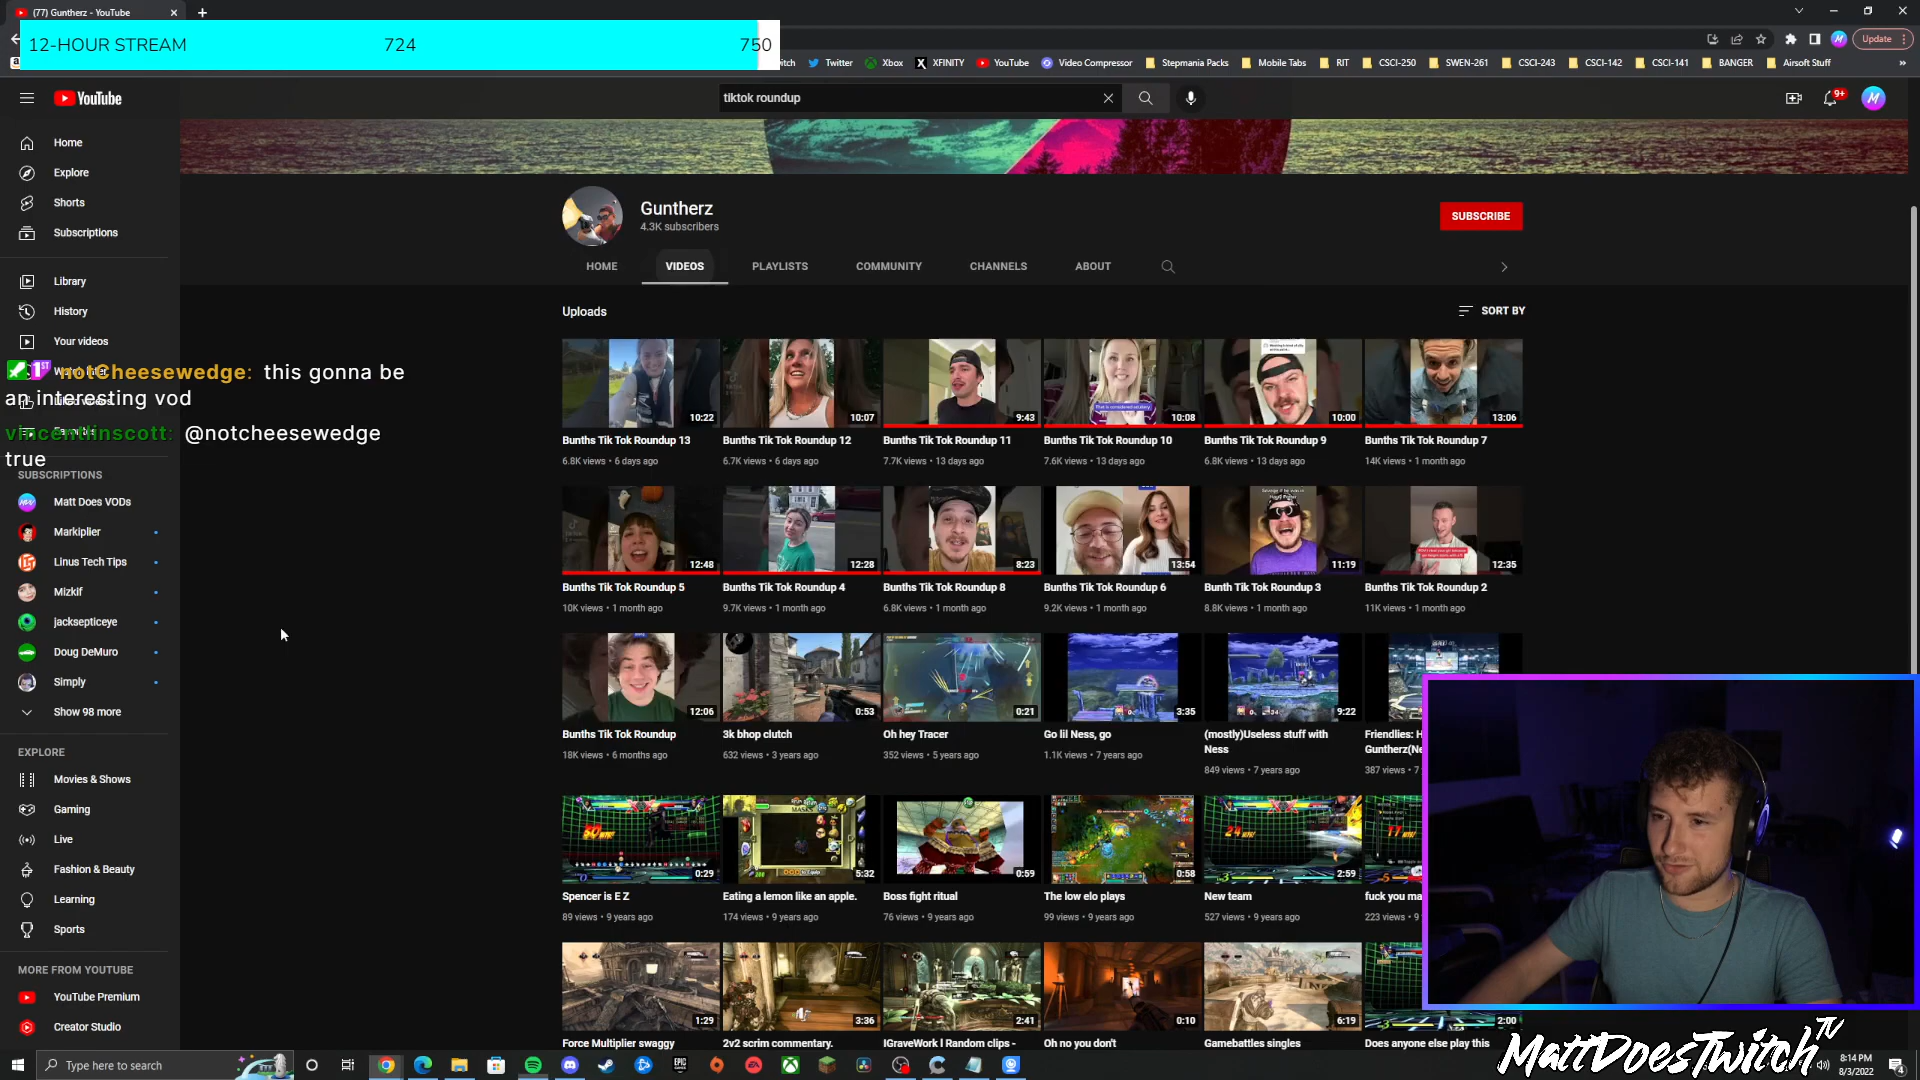 (77) Guntherz - YouTube
12-HOUR STREAM 724 750
Update
Twitter Xbox XFINITY YouTube Video Compressor Stepmania Packs Mobile Tabs RIT CSCI-250 SWEN-261 CSCI-243 CSCI-142 CSCI-141 BANGER Airsoft Stuff
YouTube
tiktok roundup
9+
Home
Explore
Shorts
Subscriptions
Library
History
Your videos
notCheesewedge: this gonna be
an interesting vod
vincentlinscott: @notcheesewedge
true
SUBSCRIPTIONS
Matt Does VODs
Markiplier
Linus Tech Tips
Mizkif
jacksepticeye
Doug DeMuro
Simply
Show 98 more
EXPLORE
Movies & Shows
Gaming
Live
Fashion & Beauty
Learning
Sports
MORE FROM YOUTUBE
YouTube Premium
Creator Studio
Guntherz
4.3K subscribers
SUBSCRIBE
HOME VIDEOS PLAYLISTS COMMUNITY CHANNELS ABOUT
Uploads
SORT BY
10:22 10:07 9:43 10:08 10:00 13:06
Bunths Tik Tok Roundup 13 Bunths Tik Tok Roundup 12 Bunths Tik Tok Roundup 11 Bunths Tik Tok Roundup 10 Bunths Tik Tok Roundup 9 Bunths Tik Tok Roundup 7
6.8K views • 6 days ago 6.7K views • 6 days ago 7.7K views • 13 days ago 7.6K views • 13 days ago 6.8K views • 13 days ago 14K views • 1 month ago
12:48 12:28 8:23 13:54 11:19 12:35
Bunths Tik Tok Roundup 5 Bunths Tik Tok Roundup 4 Bunths Tik Tok Roundup 8 Bunths Tik Tok Roundup 6 Bunth Tik Tok Roundup 3 Bunths Tik Tok Roundup 2
10K views • 1 month ago 9.7K views • 1 month ago 6.8K views • 1 month ago 9.2K views • 1 month ago 8.8K views • 1 month ago 11K views • 1 month ago
12:06 0:53 0:21 3:35 9:22
Bunths Tik Tok Roundup 3k bhop clutch Oh hey Tracer Go lil Ness, go (mostly)Useless stuff with Friendlies: H
Ness Guntherz(Ne
18K views • 6 months ago 632 views • 3 years ago 352 views • 5 years ago 1.1K views • 7 years ago 849 views • 7 years ago 387 views • 7
0:29 5:32 0:59 0:58 2:59
Spencer is E Z Eating a lemon like an apple. Boss fight ritual The low elo plays New team fuck you ma
89 views • 9 years ago 174 views • 9 years ago 76 views • 9 years ago 99 views • 9 years ago 527 views • 9 years ago 223 views • 9
1:29 3:36 2:41 0:10 6:19 2:00
Force Multiplier swaggy 2v2 scrim commentary. IGraveWork l Random clips - Oh no you don't Gamebattles singles Does anyone else play this
MattDoesTwitchTV
Type here to search
8:14 PM
8/3/2022
4